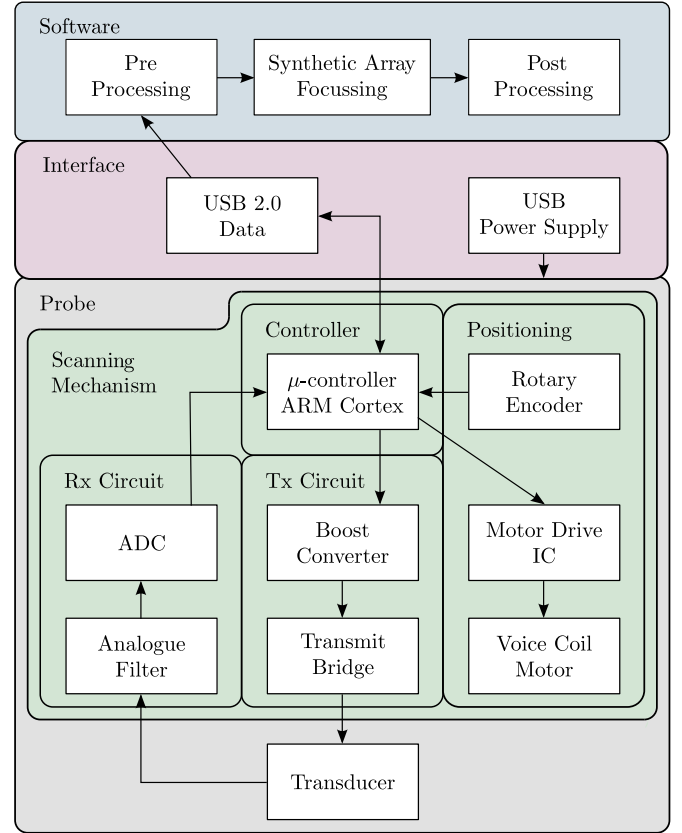 Software
Pre
Processing
Synthetic Array
Focussing
Post
Processing
Interface
USB 2.0
Data
USB
Power Supply
Probe
Scanning
Mechanism
Controller
μ-controller
ARM Cortex
Positioning
Rotary
Encoder
Rx Circuit
ADC
Analogue
Filter
Tx Circuit
Boost
Converter
Transmit
Bridge
Motor Drive
IC
Voice Coil
Motor
Transducer